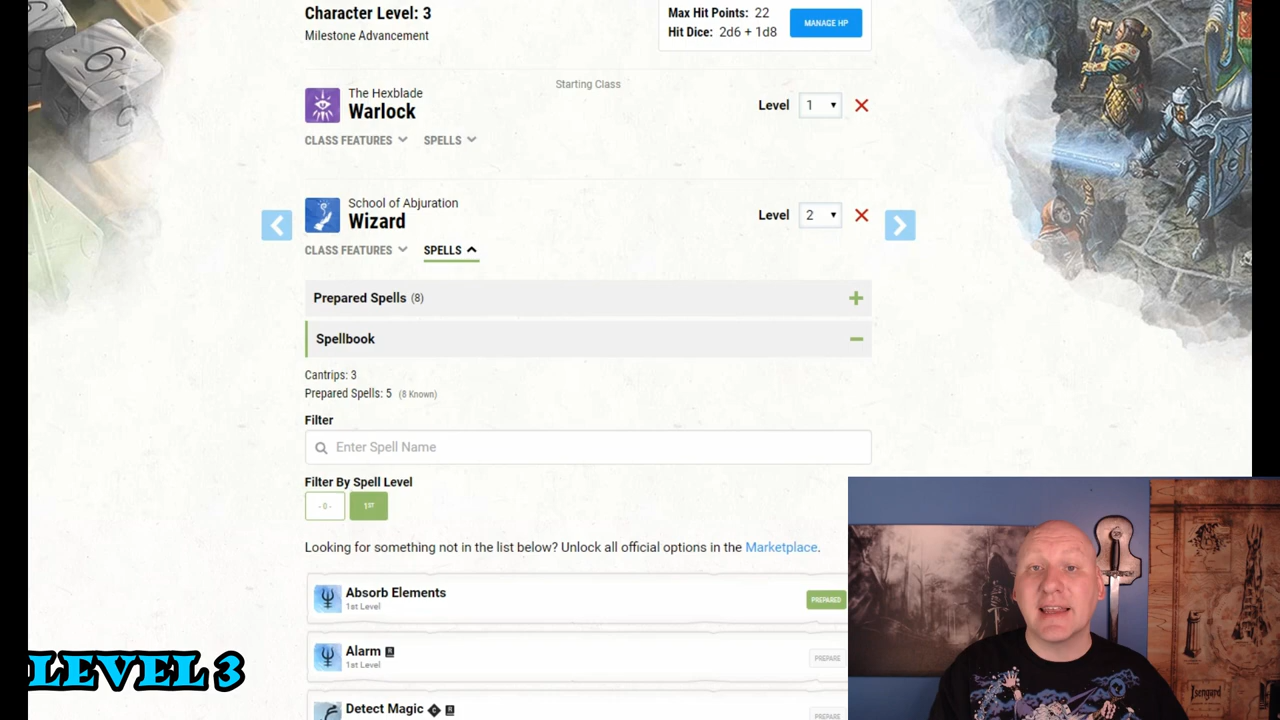 Character Level: 3
Milestone Advancement
Max Hit Points: 22
Hit Dice: 2d6 + 1d8
MANAGE HP
Starting Class
The Hexblade
Warlock
Level 1
CLASS FEATURES
SPELLS
School of Abjuration
Wizard
Level 2
CLASS FEATURES
SPELLS
Prepared Spells (8)
Spellbook
Cantrips: 3
Prepared Spells: 5 (8 Known)
Filter
Enter Spell Name
Filter By Spell Level
- 0 -
1ST
Looking for something not in the list below? Unlock all official options in the Marketplace.
Absorb Elements
1st Level
PREPARED
Alarm
1st Level
PREPARE
Detect Magic
PREPARE
LEVEL 3
Isengard